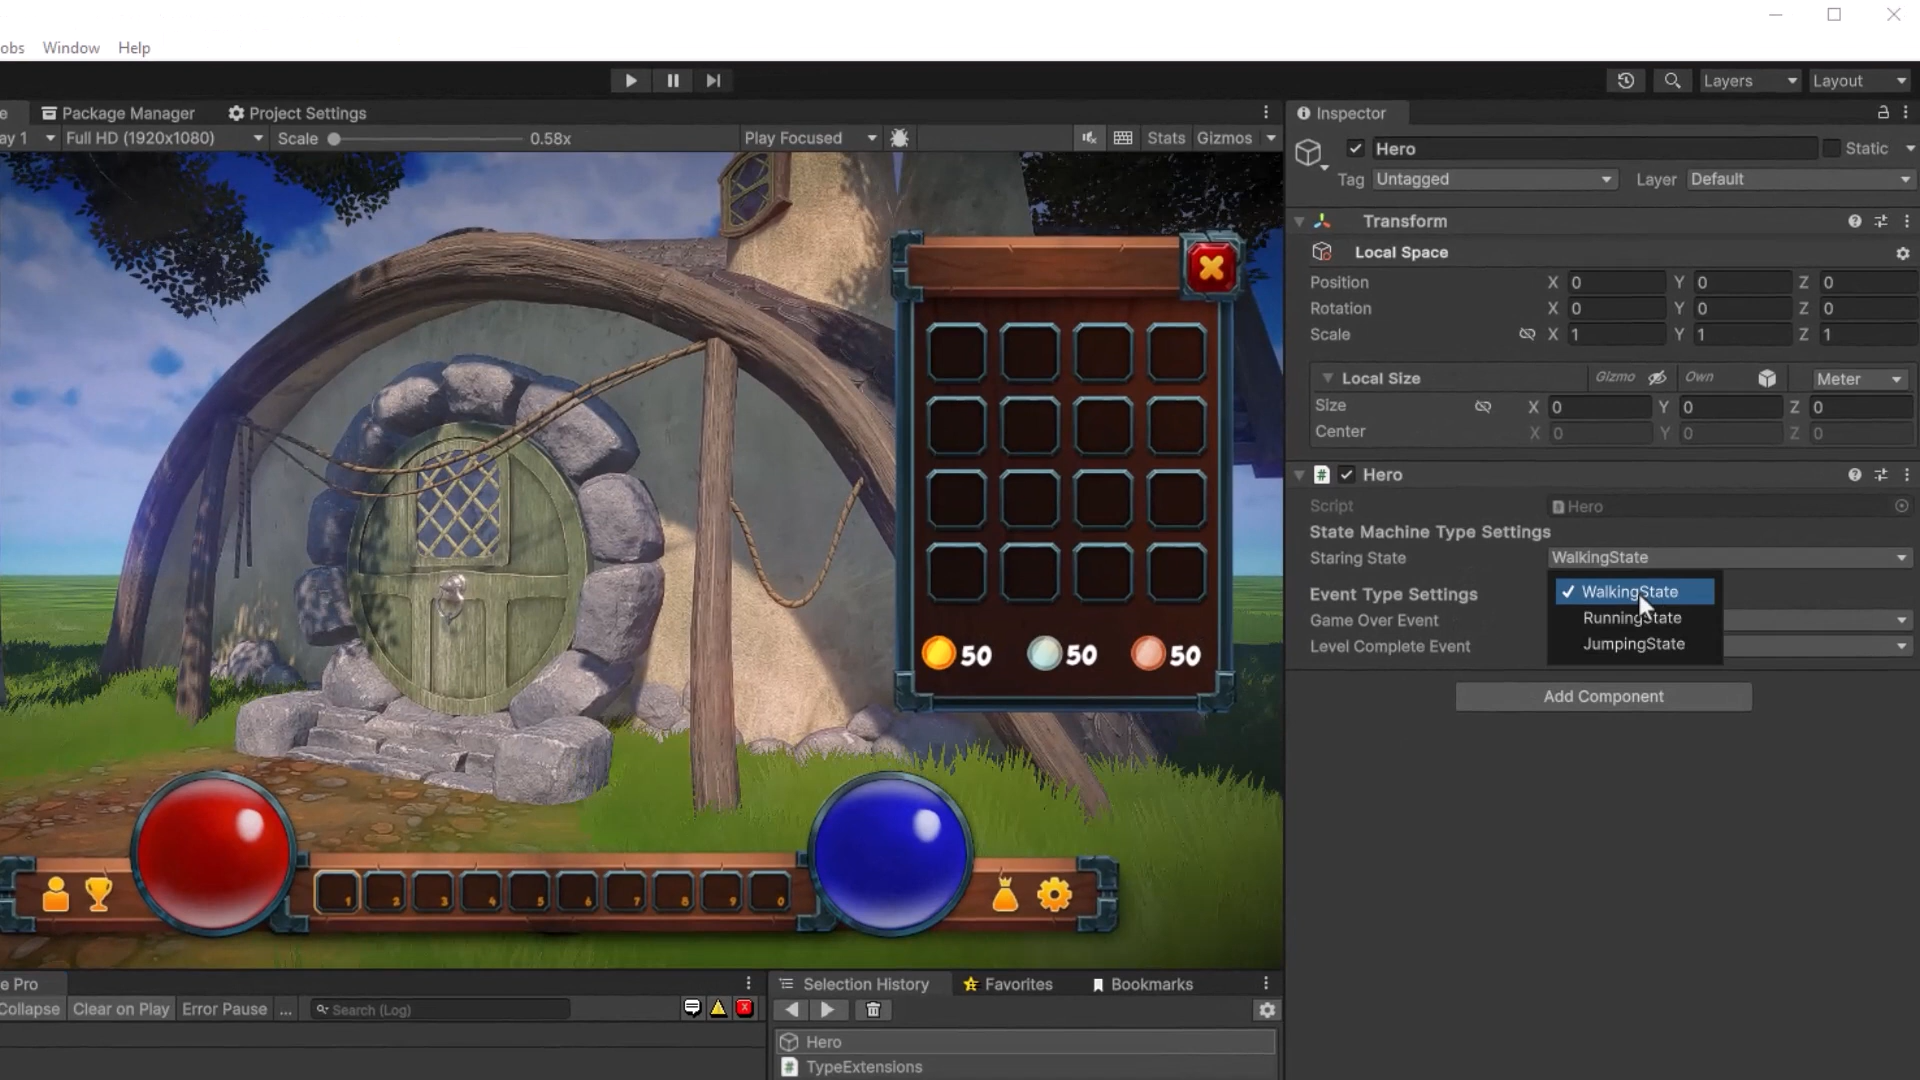 obs Window Help
Layers Layout
e Package Manager Project Settings
Inspector
ay 1 Full HD (1920x1080) Scale 0.58x Play Focused Stats Gizmos
Hero Static
Tag Untagged Layer Default
Transform
Local Space
Position X 0 Y 0 Z 0
Rotation X 0 Y 0 Z 0
Scale X 1 Y 1 Z 1
Local Size Gizmo Own Meter
Size X 0 Y 0 Z 0
Center X 0 Y 0 Z 0
# Hero
Script Hero
State Machine Type Settings
Staring State WalkingState
WalkingState
Event Type Settings
RunningState
Game Over Event
JumpingState
Level Complete Event
Add Component
50 50 50
1 2 3 4 5 6 7 8 9 0
e Pro
Collapse Clear on Play Error Pause ... Search (Log)
Selection History Favorites Bookmarks
Hero
# TypeExtensions